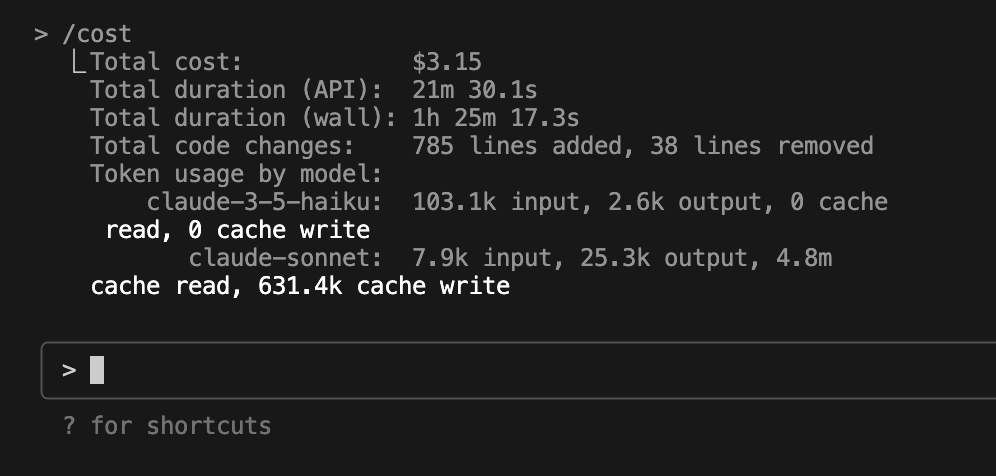 > /cost
⎿ Total cost: $3.15
Total duration (API): 21m 30.1s
Total duration (wall): 1h 25m 17.3s
Total code changes: 785 lines added, 38 lines removed
Token usage by model:
claude-3-5-haiku: 103.1k input, 2.6k output, 0 cache
read, 0 cache write
claude-sonnet: 7.9k input, 25.3k output, 4.8m
cache read, 631.4k cache write
>
? for shortcuts